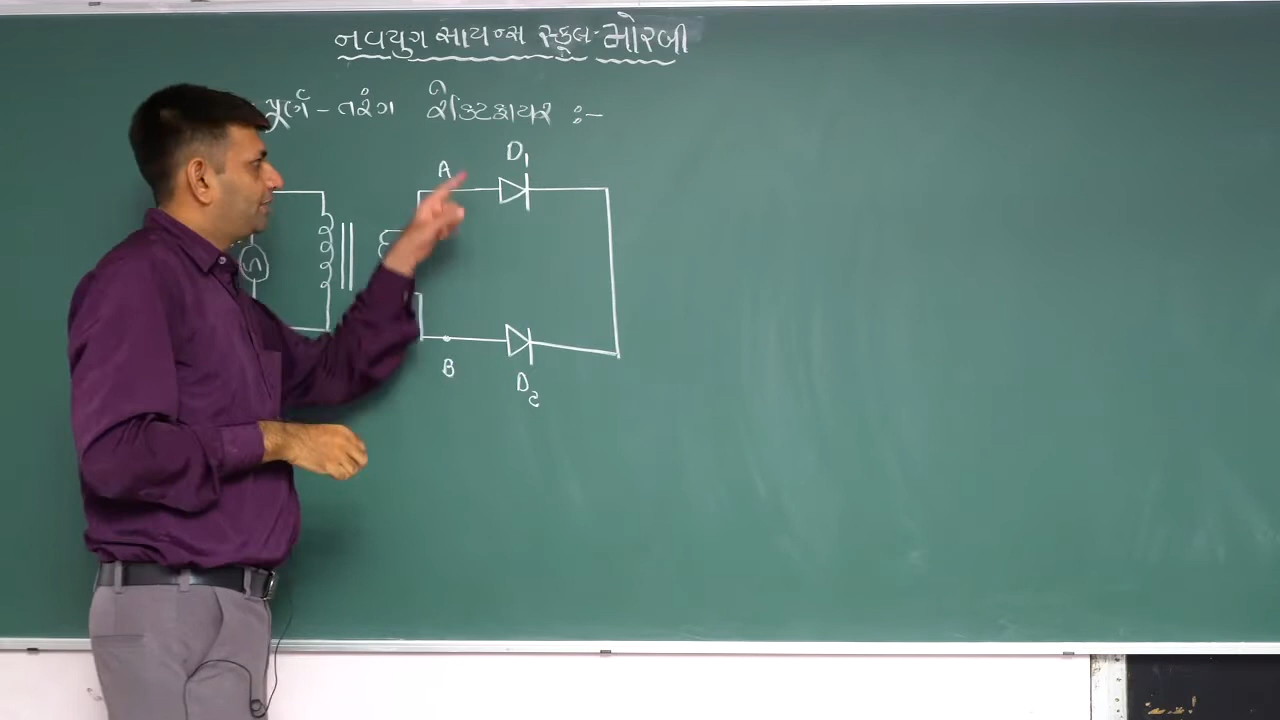 નવયુગ સાયન્સ સ્કૂલ-મોરબી
પૂર્ણ - તરંગ રેક્ટિફાયર :-
D1
A
B
D2